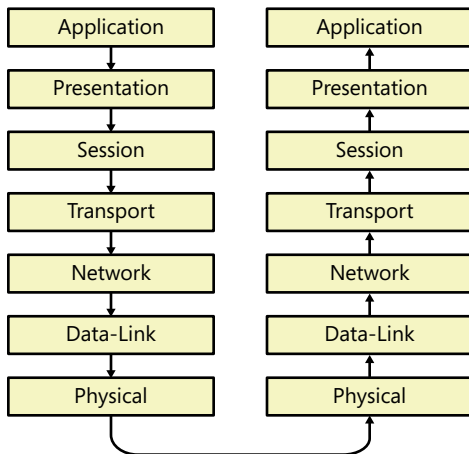 Application
Presentation
Session
Transport
Network
Data-Link
Physical
Application
Presentation
Session
Transport
Network
Data-Link
Physical